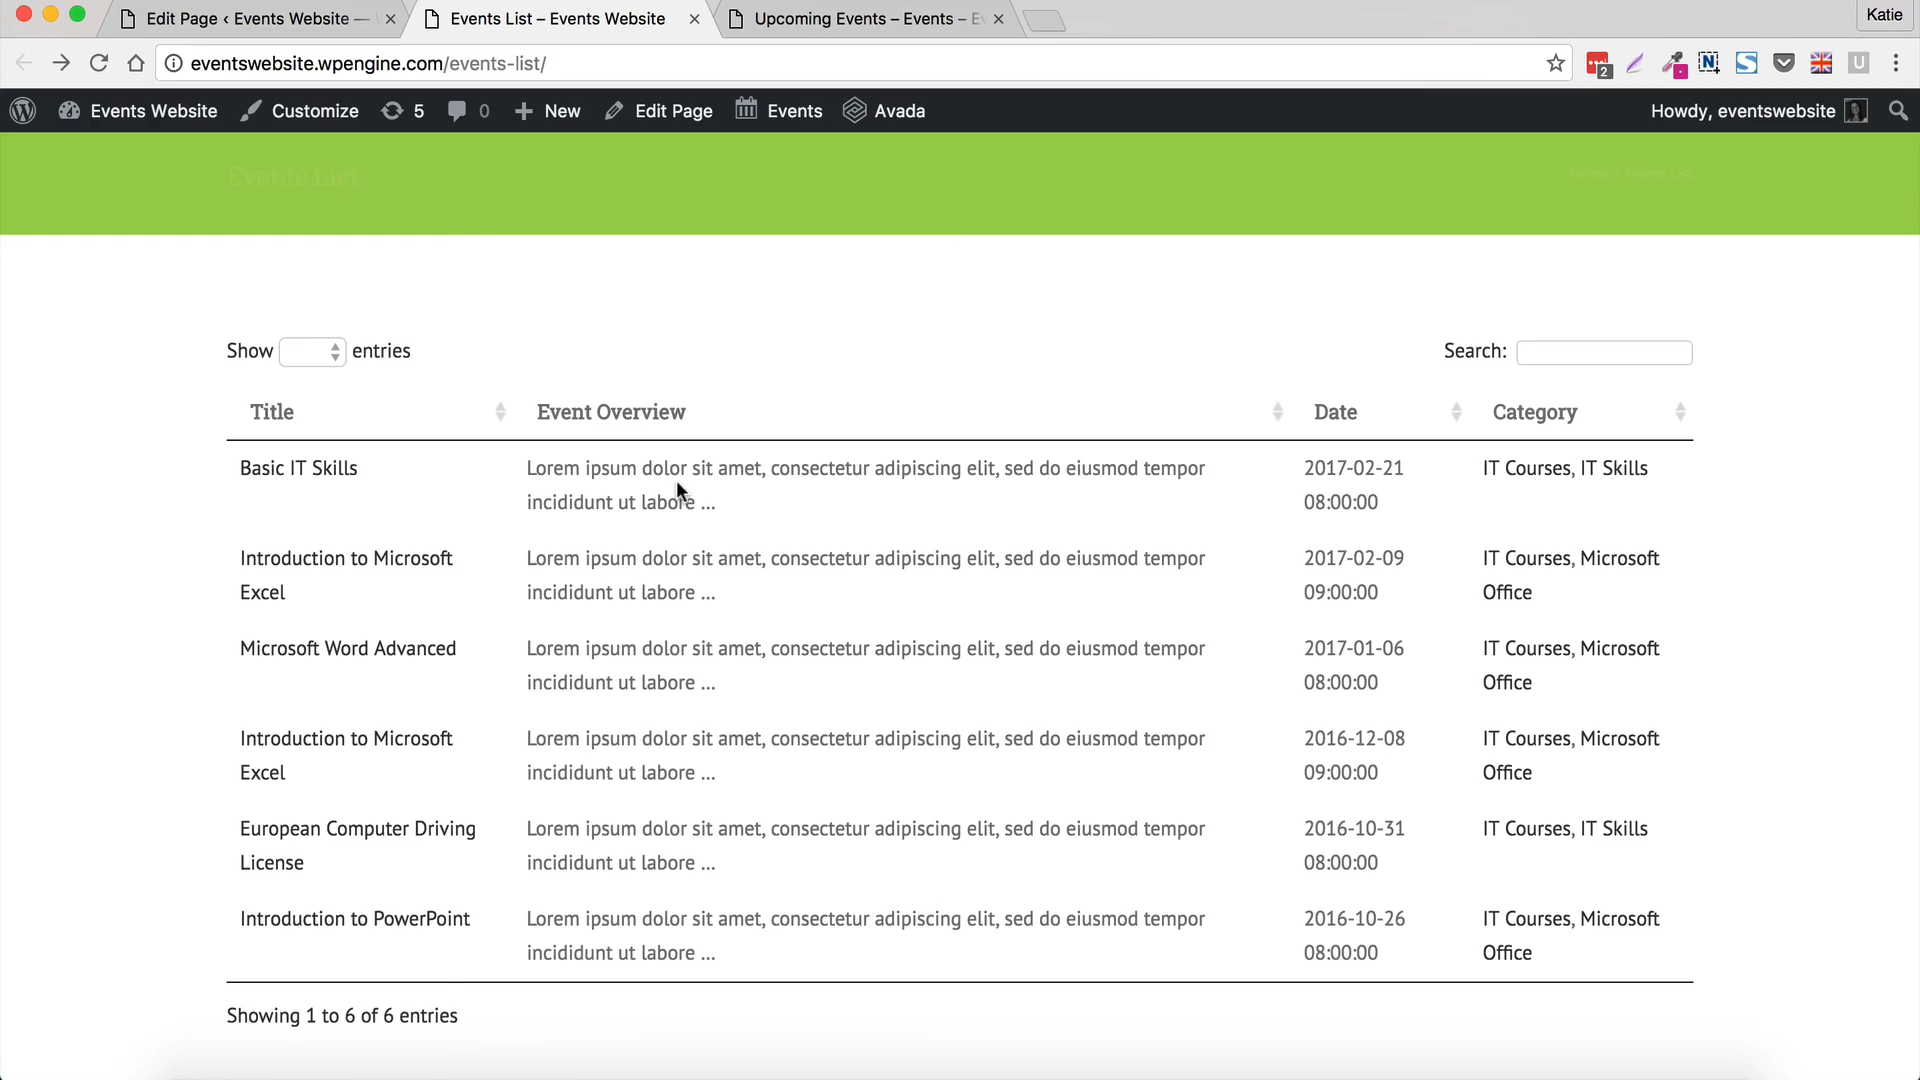 Edit Page ‹ Events Website —
Events List – Events Website
Upcoming Events – Events –
Katie
eventswebsite.wpengine.com/events-list/
2
N
S
U
Events Website
Customize
5
0
New
Edit Page
Events
Avada
Howdy, eventswebsite
Events List
Home / Events List
Show
entries
Search:
Title
Event Overview
Date
Category
Basic IT Skills
Lorem ipsum dolor sit amet, consectetur adipiscing elit, sed do eiusmod tempor
incididunt ut labore ...
2017-02-21
08:00:00
IT Courses, IT Skills
Introduction to Microsoft
Excel
Lorem ipsum dolor sit amet, consectetur adipiscing elit, sed do eiusmod tempor
incididunt ut labore ...
2017-02-09
09:00:00
IT Courses, Microsoft
Office
Microsoft Word Advanced
Lorem ipsum dolor sit amet, consectetur adipiscing elit, sed do eiusmod tempor
incididunt ut labore ...
2017-01-06
08:00:00
IT Courses, Microsoft
Office
Introduction to Microsoft
Excel
Lorem ipsum dolor sit amet, consectetur adipiscing elit, sed do eiusmod tempor
incididunt ut labore ...
2016-12-08
09:00:00
IT Courses, Microsoft
Office
European Computer Driving
License
Lorem ipsum dolor sit amet, consectetur adipiscing elit, sed do eiusmod tempor
incididunt ut labore ...
2016-10-31
08:00:00
IT Courses, IT Skills
Introduction to PowerPoint
Lorem ipsum dolor sit amet, consectetur adipiscing elit, sed do eiusmod tempor
incididunt ut labore ...
2016-10-26
08:00:00
IT Courses, Microsoft
Office
Showing 1 to 6 of 6 entries